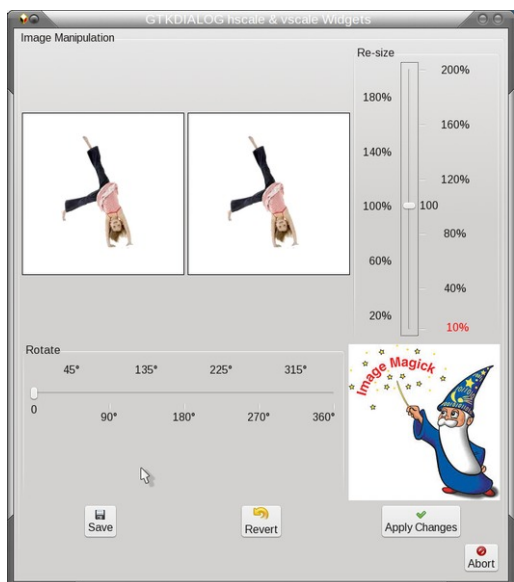 GTKDIALOG hscale & vscale Widgets
Image Manipulation
Re-size
200%
180%
160%
140%
120%
100%
100
80%
60%
40%
20%
10%
Rotate
45° 135° 225° 315°
0
90° 180° 270° 360°
Image Magick
Save
Revert
Apply Changes
Abort